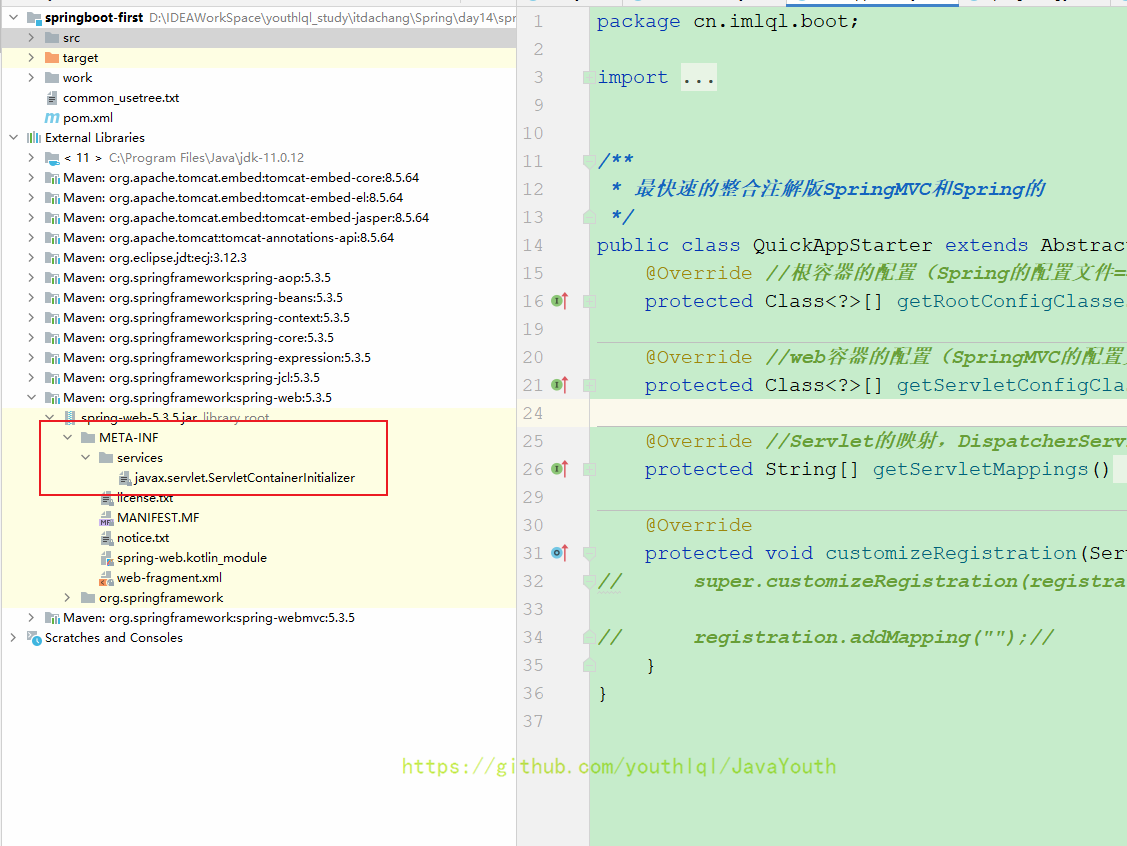 springboot-first D:\IDEAWorkSpace\youthlql_study\itdachang\Spring\day14\spr
src
target
work
common_usetree.txt
pom.xml
External Libraries
< 11 > C:\Program Files\Java\jdk-11.0.12
Maven: org.apache.tomcat.embed:tomcat-embed-core:8.5.64
Maven: org.apache.tomcat.embed:tomcat-embed-el:8.5.64
Maven: org.apache.tomcat.embed:tomcat-embed-jasper:8.5.64
Maven: org.apache.tomcat:tomcat-annotations-api:8.5.64
Maven: org.eclipse.jdt:ecj:3.12.3
Maven: org.springframework:spring-aop:5.3.5
Maven: org.springframework:spring-beans:5.3.5
Maven: org.springframework:spring-context:5.3.5
Maven: org.springframework:spring-core:5.3.5
Maven: org.springframework:spring-expression:5.3.5
Maven: org.springframework:spring-jcl:5.3.5
Maven: org.springframework:spring-web:5.3.5
spring-web-5.3.5.jar library root
META-INF
services
javax.servlet.ServletContainerInitializer
license.txt
MANIFEST.MF
notice.txt
spring-web.kotlin_module
web-fragment.xml
org.springframework
Maven: org.springframework:spring-webmvc:5.3.5
Scratches and Consoles
1 package cn.imlql.boot;
2
3 import ...
9
10
11 /**
12 * 最快速的整合注解版SpringMVC和Spring的
13 */
14 public class QuickAppStarter extends Abstrac
15 @Override //根容器的配置（Spring的配置文件=
16 protected Class<?>[] getRootConfigClasse
19
20 @Override //web容器的配置（SpringMVC的配置
21 protected Class<?>[] getServletConfigCla
24
25 @Override //Servlet的映射，DispatcherServ
26 protected String[] getServletMappings()
29
30 @Override
31 protected void customizeRegistration(Ser
32 // super.customizeRegistration(registra
33
34 // registration.addMapping("");//
35 }
36 }
37
https://github.com/youthlql/JavaYouth